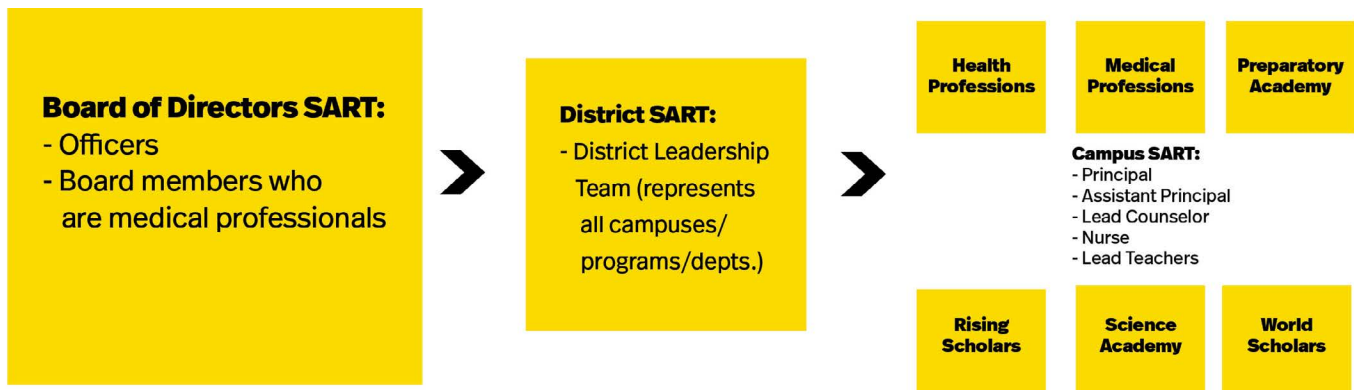 Board of Directors SART:
- Officers
- Board members who
are medical professionals
District SART:
- District Leadership
Team (represents
all campuses/
programs/depts.)
Health
Professions
Medical
Professions
Preparatory
Academy
Campus SART:
- Principal
- Assistant Principal
- Lead Counselor
- Nurse
- Lead Teachers
Rising
Scholars
Science
Academy
World
Scholars